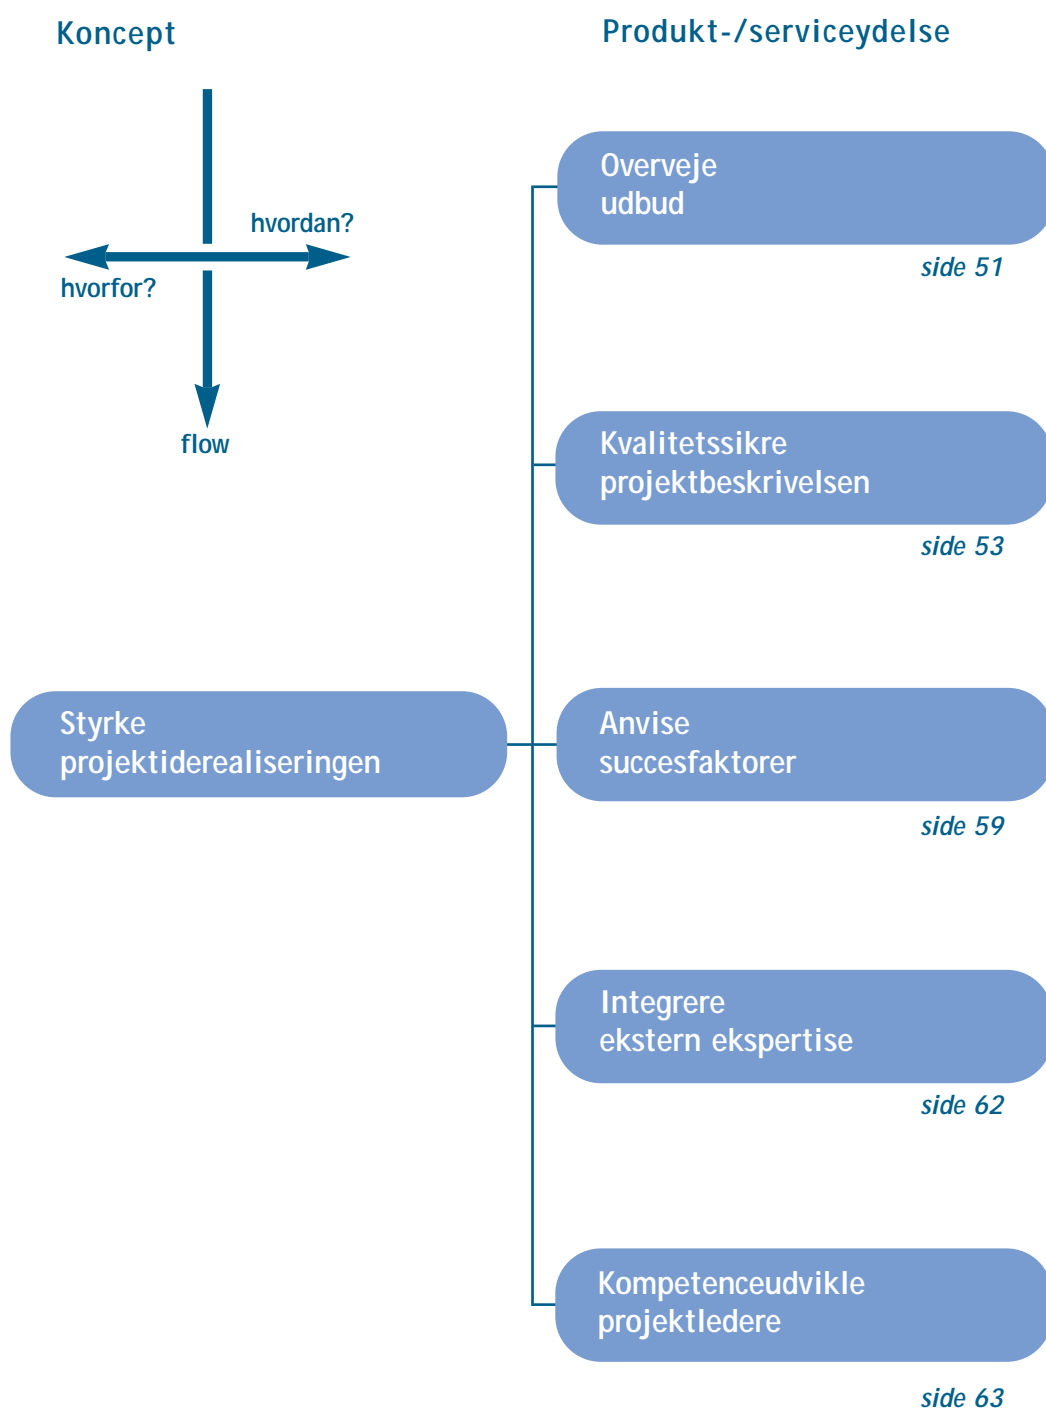 Koncept
Produkt-/serviceydelse
hvordan?
hvorfor?
flow
Overveje
udbud
side 51
Kvalitetssikre
projektbeskrivelsen
side 53
Styrke
projektiderealiseringen
Anvise
succesfaktorer
side 59
Integrere
ekstern ekspertise
side 62
Kompetenceudvikle
projektledere
side 63